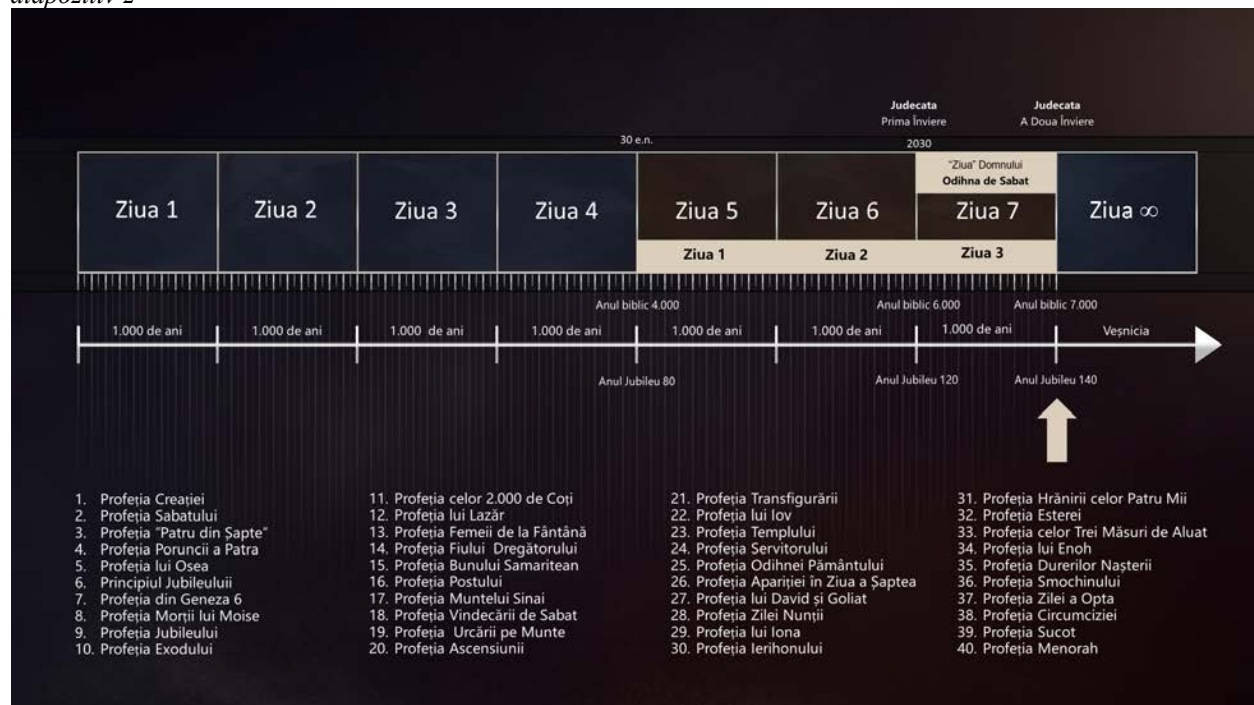 diapozitiv 2
Judecata
Prima Înviere
Judecata
A Doua Înviere
30 e.n.
2030
Ziua 1
Ziua 2
Ziua 3
Ziua 4
Ziua 5
Ziua 6
"Ziua" Domnului
Odihna de Sabat
Ziua 7
Ziua ∞
Ziua 1
Ziua 2
Ziua 3
Anul biblic 4.000
Anul biblic 6.000
Anul biblic 7.000
1.000 de ani
1.000 de ani
1.000 de ani
1.000 de ani
1.000 de ani
1.000 de ani
1.000 de ani
Veșnicia
Anul Jubileu 80
Anul Jubileu 120
Anul Jubileu 140
1. Profeția Creației
2. Profeția Sabatului
3. Profeția "Patru din Șapte"
4. Profeția Poruncii a Patra
5. Profeția lui Osea
6. Principiul Jubileuluii
7. Profeția din Geneza 6
8. Profeția Morții lui Moise
9. Profeția Jubileului
10. Profeția Exodului
11. Profeția celor 2.000 de Coți
12. Profeția lui Lazăr
13. Profeția Femeii de la Fântână
14. Profeția Fiului Dregătorului
15. Profeția Bunului Samaritean
16. Profeția Postului
17. Profeția Muntelui Sinai
18. Profeția Vindecării de Sabat
19. Profeția Urcării pe Munte
20. Profeția Ascensiunii
21. Profeția Transfigurării
22. Profeția lui Iov
23. Profeția Templului
24. Profeția Servitorului
25. Profeția Odihnei Pământului
26. Profeția Apariției în Ziua a Șaptea
27. Profeția lui David și Goliat
28. Profeția Zilei Nunții
29. Profeția lui Iona
30. Profeția Ierihonului
31. Profeția Hrănirii celor Patru Mii
32. Profeția Esterei
33. Profeția celor Trei Măsuri de Aluat
34. Profeția lui Enoh
35. Profeția Durerilor Nașterii
36. Profeția Smochinului
37. Profeția Zilei a Opta
38. Profeția Circumciziei
39. Profeția Sucot
40. Profeția Menorah